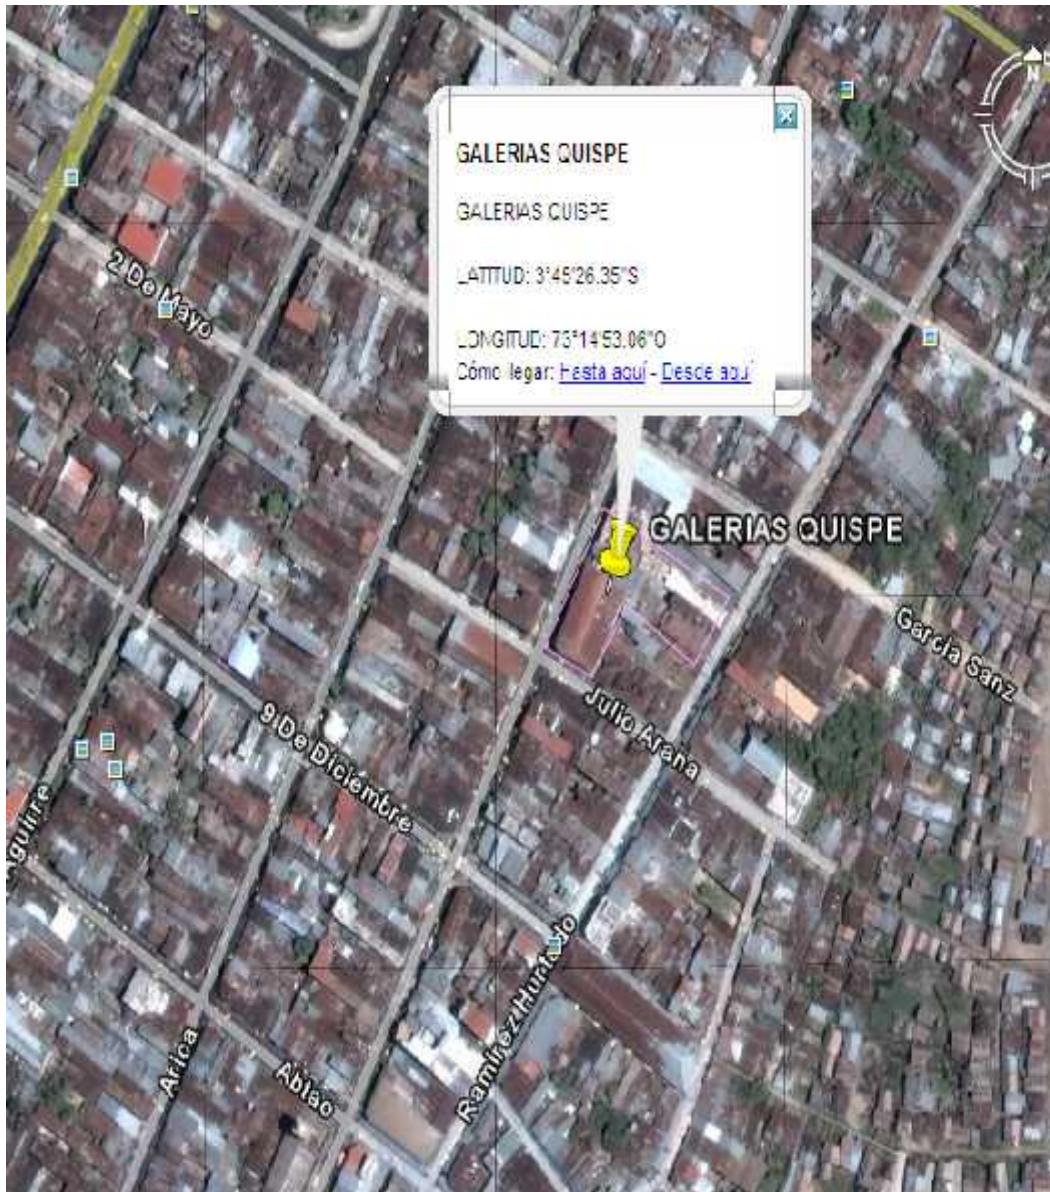 GALERIAS QUISPE
GALERIAS QUISPE
LATITUD: 3°45'26.35"S
LONGITUD: 73°14'53.06"O
Cómo llegar: Hasta aquí - Desde aquí
N
2 De Mayo
GALERIAS QUISPE
Garcia Sanz
Julio Arana
9 De Diciembre
Aguirre
Ramirez Hurtado
Arica
Abtao